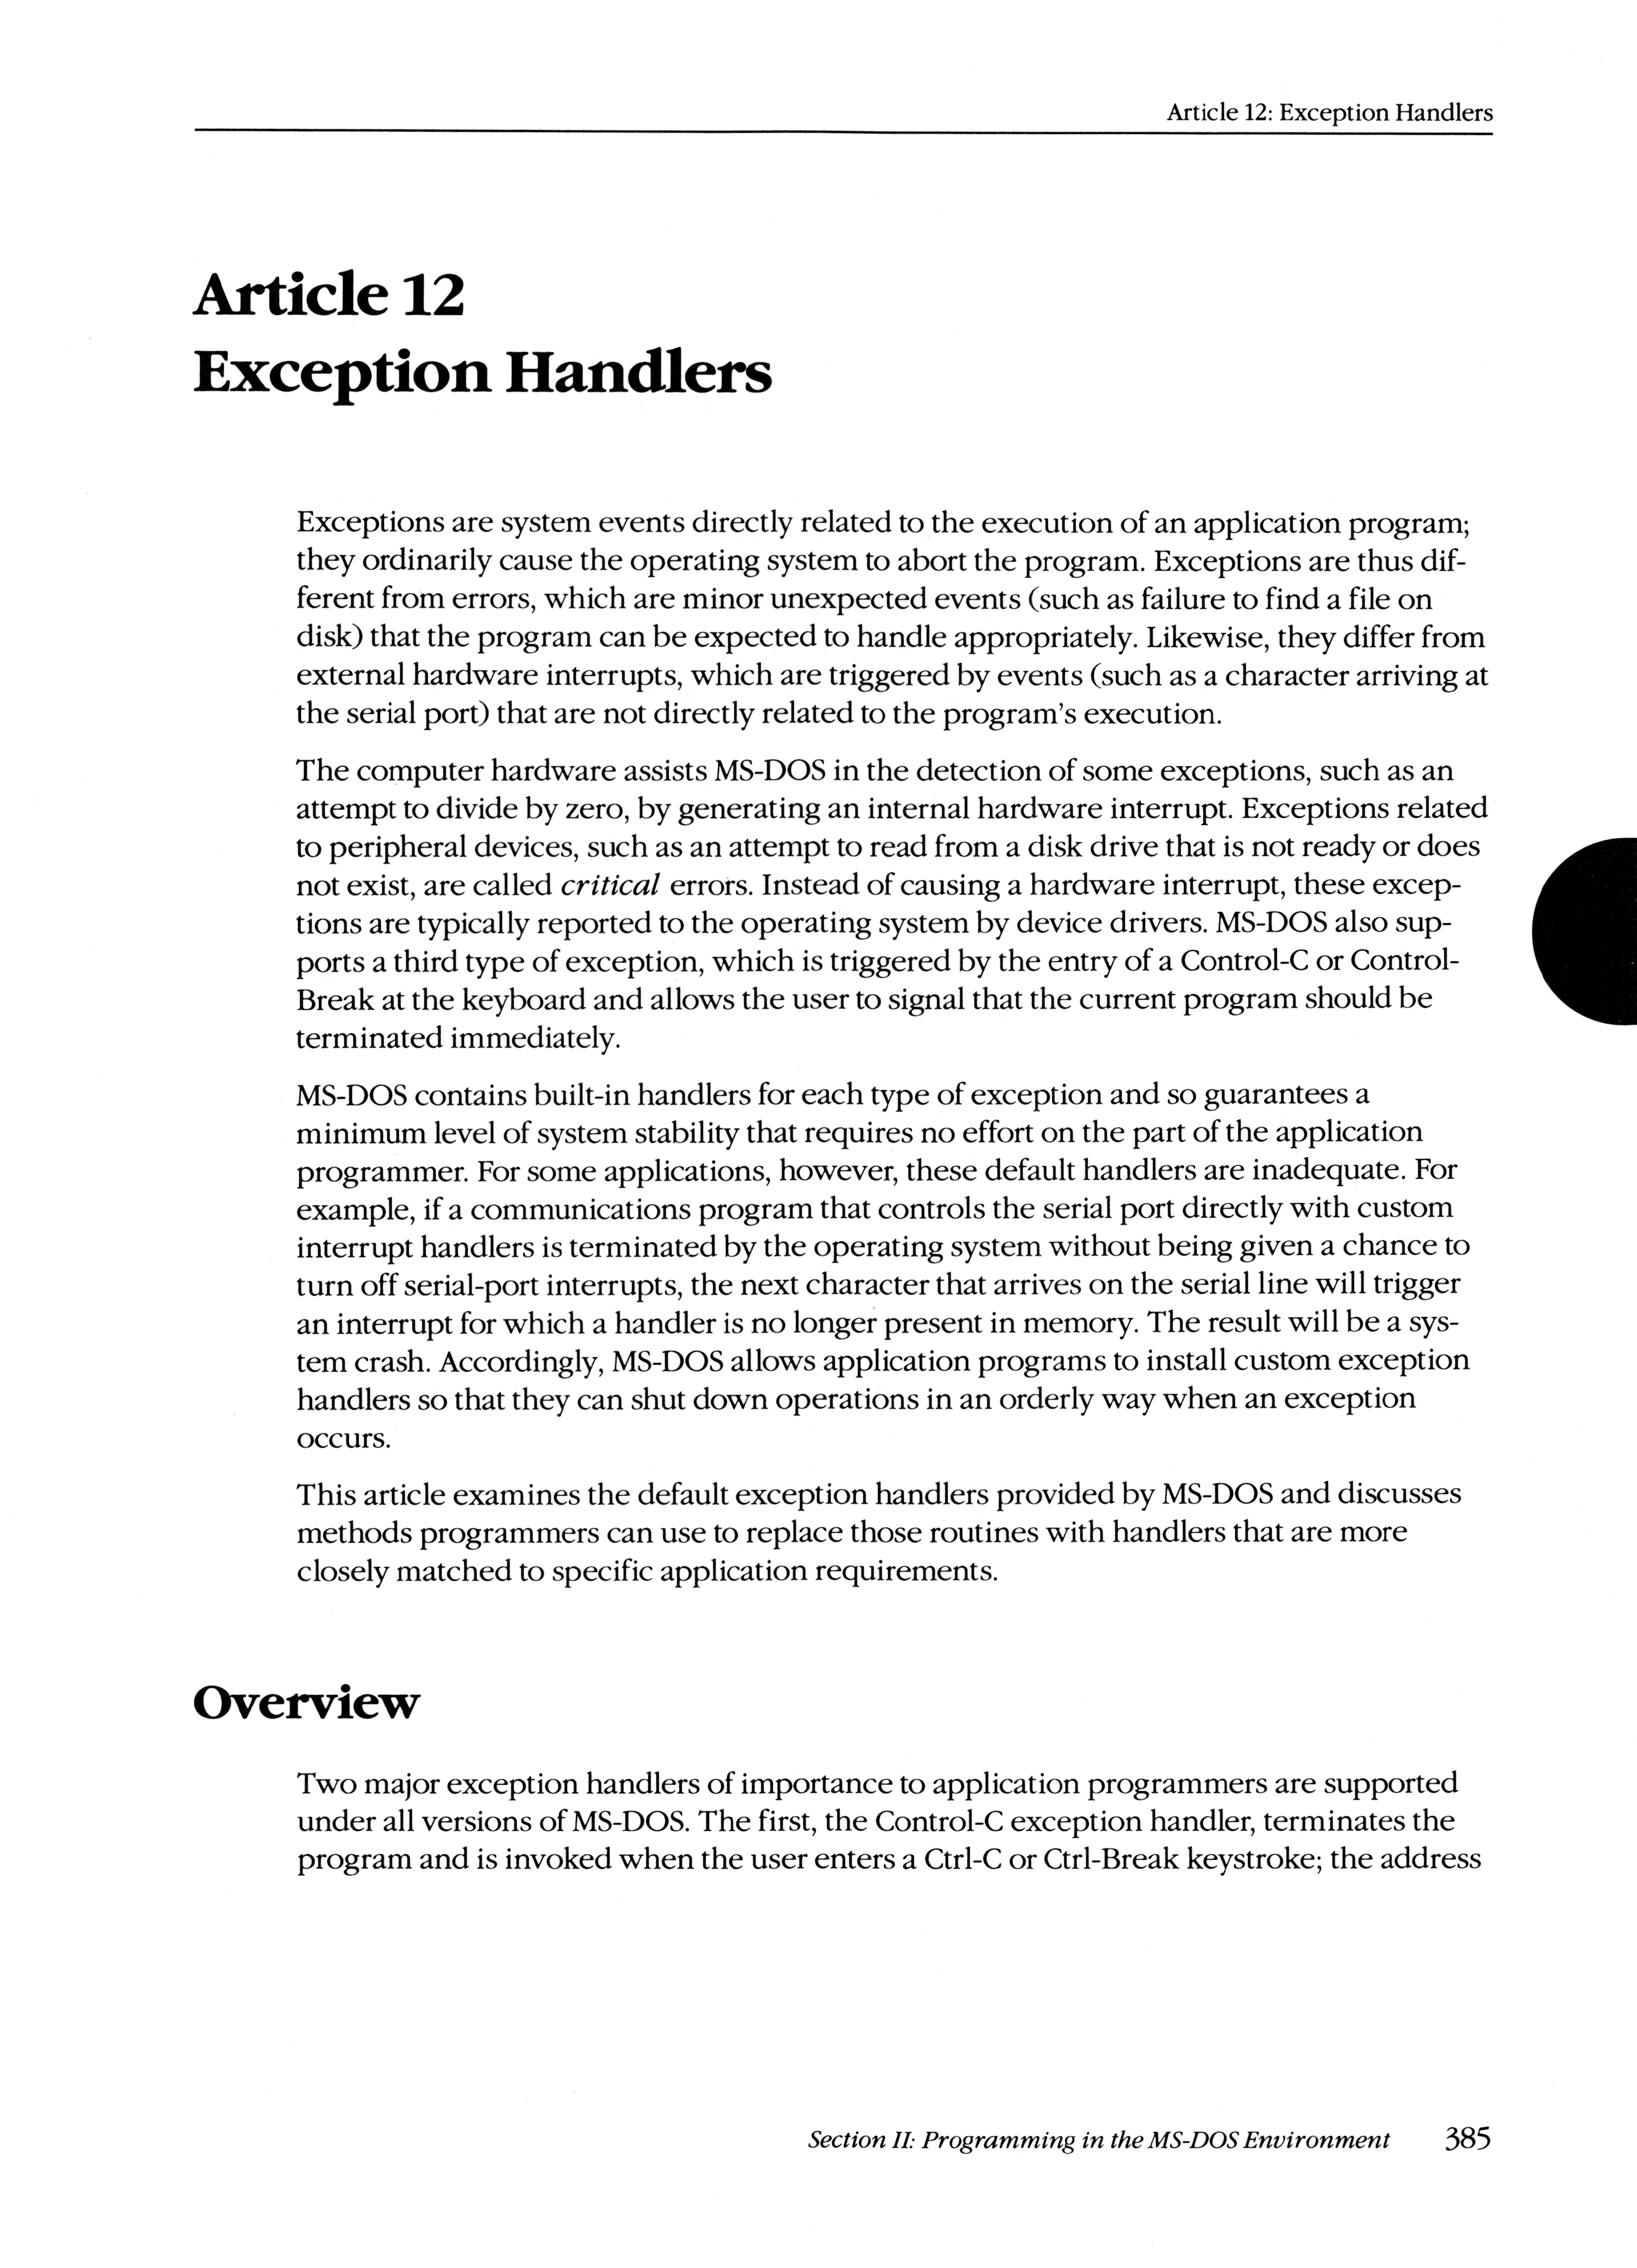 Article 12: Exception Handlers
Article 12
Exception Handlers
Exceptions are system events directly related to the execution of an application program;
they ordinarily cause the operating system to abort the program. Exceptions are thus dif-
ferent from errors, which are minor unexpected events (such as failure to find a file on
disk) that the program can be expected to handle appropriately. Likewise, they differ from
external hardware interrupts, which are triggered by events (such as a character arriving at
the serial port) that are not directly related to the program's execution.
The computer hardware assists MS-DOS in the detection of some exceptions, such as an
attempt to divide by zero, by generating an internal hardware interrupt. Exceptions related
to peripheral devices, such as an attempt to read from a disk drive that is not ready or does
not exist, are called critical errors. Instead of causing a hardware interrupt, these excep-
tions are typically reported to the operating system by device drivers. MS-DOS also sup-
ports a third type of exception, which is triggered by the entry of a Control-C or Control-
Break at the keyboard and allows the user to signal that the current program should be
terminated immediately.
MS-DOS contains built-in handlers for each type of exception and so guarantees a
minimum level of system stability that requires no effort on the part of the application
programmer. For some applications, however, these default handlers are inadequate. For
example, if a communications program that controls the serial port directly with custom
interrupt handlers is terminated by the operating system without being given a chance to
turn off serial-port interrupts, the next character that arrives on the serial line will trigger
an interrupt for which a handler is no longer present in memory. The result will be a sys-
tem crash. Accordingly, MS-DOS allows application programs to install custom exception
handlers so that they can shut down operations in an orderly way when an exception
occurs.
This article examines the default exception handlers provided by MS-DOS and discusses
methods programmers can use to replace those routines with handlers that are more
closely matched to specific application requirements.
Overview
Two major exception handlers of importance to application programmers are supported
under all versions of MS-DOS. The first, the Control-C exception handler, terminates the
program and is invoked when the user enters a Ctrl-C or Ctrl-Break keystroke; the address
Section II: Programming in the MS-DOS Environment 385